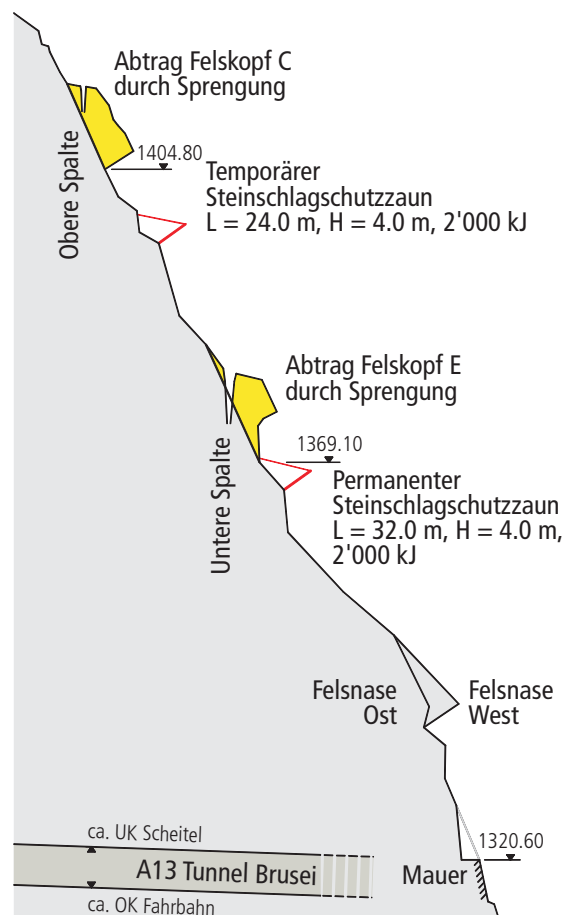 Abtrag Felskopf C
durch Sprengung
Obere Spalte
1404.80
Temporärer
Steinschlagschutzzaun
L = 24.0 m, H = 4.0 m, 2'000 kJ
Abtrag Felskopf E
durch Sprengung
Untere Spalte
1369.10
Permanenter
Steinschlagschutzzaun
L = 32.0 m, H = 4.0 m,
2'000 kJ
Felsnase
Ost
Felsnase
West
ca. UK Scheitel
1320.60
A13 Tunnel Brusei
Mauer
ca. OK Fahrbahn